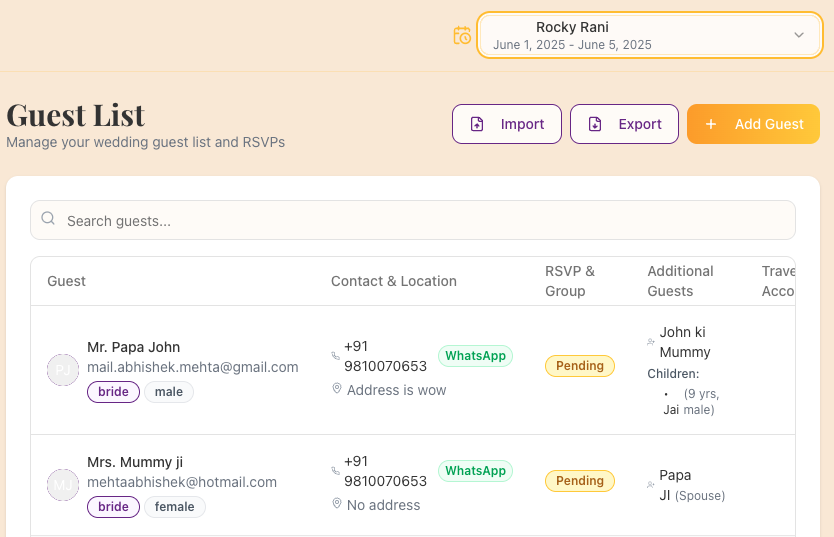 Rocky Rani
June 1, 2025 - June 5, 2025
Guest List
Manage your wedding guest list and RSVPs
Import
Export
+ Add Guest
Search guests...
Guest
Contact & Location
RSVP &
Group
Additional
Guests
Trave
Acco
PJ
Mr. Papa John
mail.abhishek.mehta@gmail.com
bride
male
+91
9810070653
WhatsApp
Address is wow
Pending
John ki
Mummy
Children:
• (9 yrs,
Jai male)
MJ
Mrs. Mummy ji
mehtaabhishek@hotmail.com
bride
female
+91
9810070653
WhatsApp
No address
Pending
Papa
JI (Spouse)